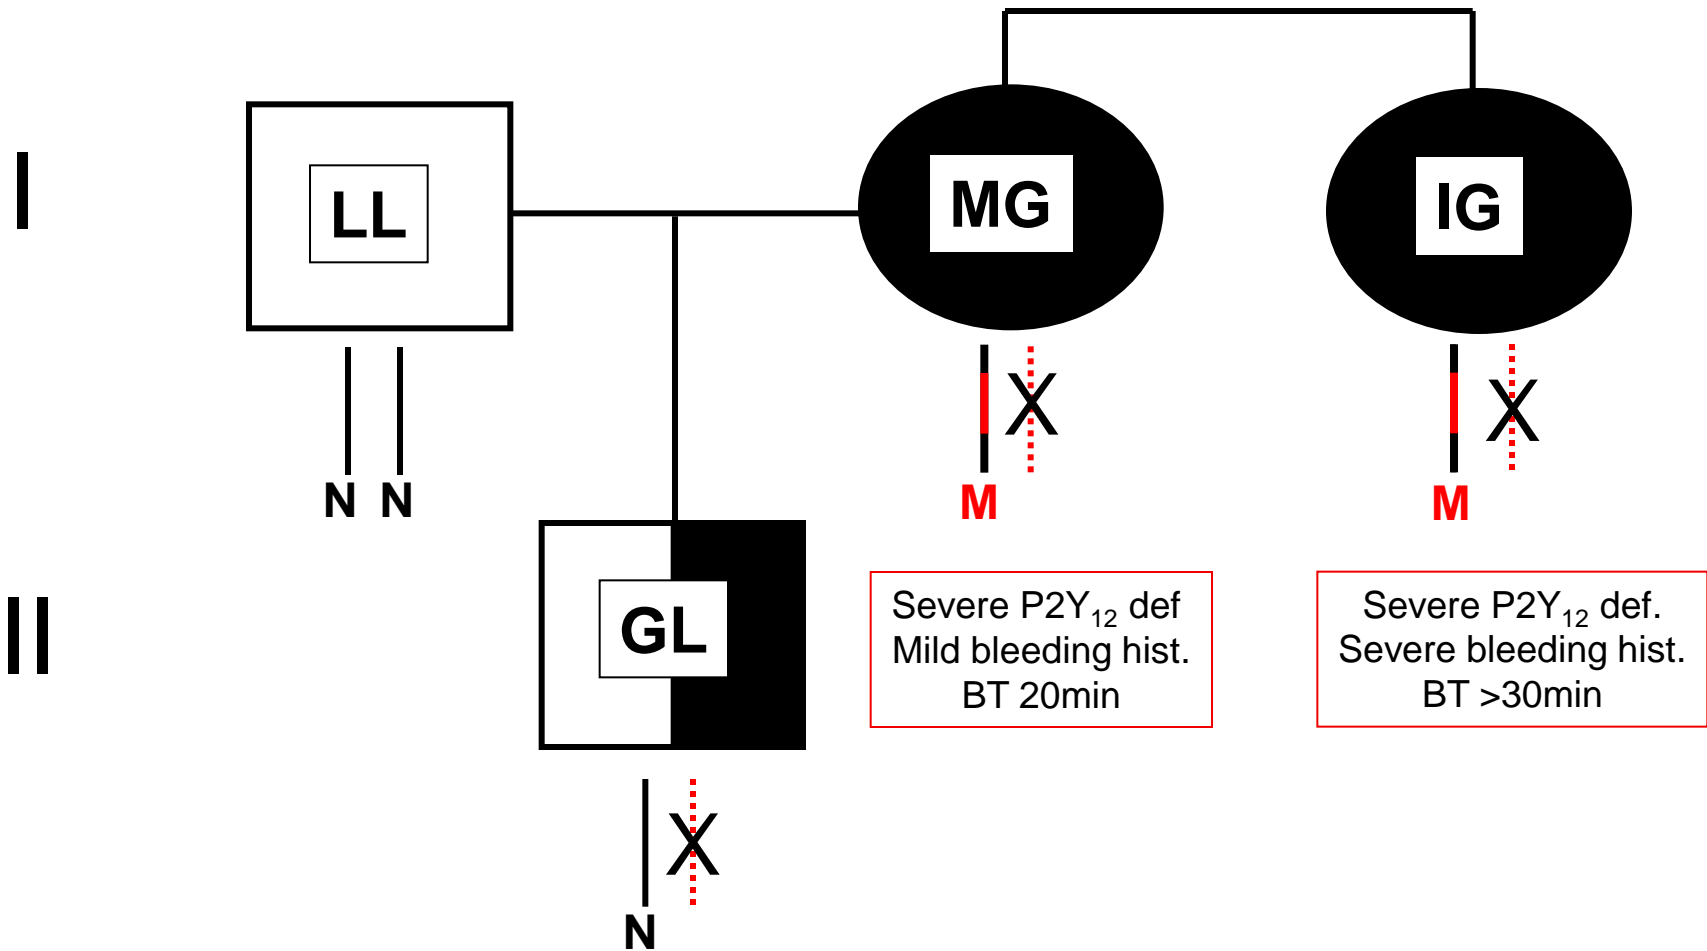 I
LL
MG
IG
X
X
N N
M
M
II
GL
Severe P2Y₁₂ def
Mild bleeding hist.
BT 20min
Severe P2Y₁₂ def.
Severe bleeding hist.
BT >30min
X
N